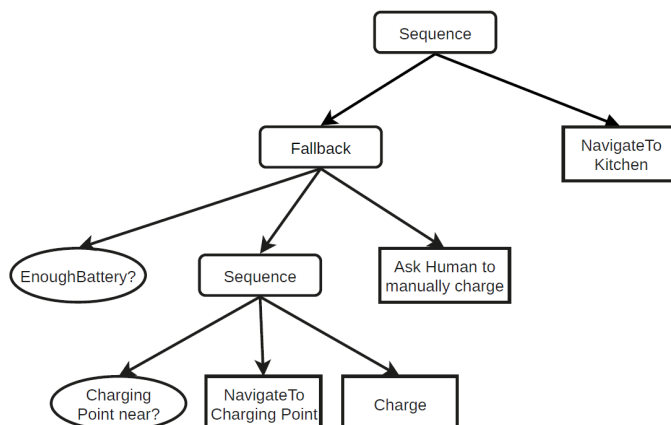 Sequence
Fallback
NavigateTo
Kitchen
EnoughBattery?
Sequence
Ask Human to
manually charge
Charging
Point near?
NavigateTo
Charging Point
Charge